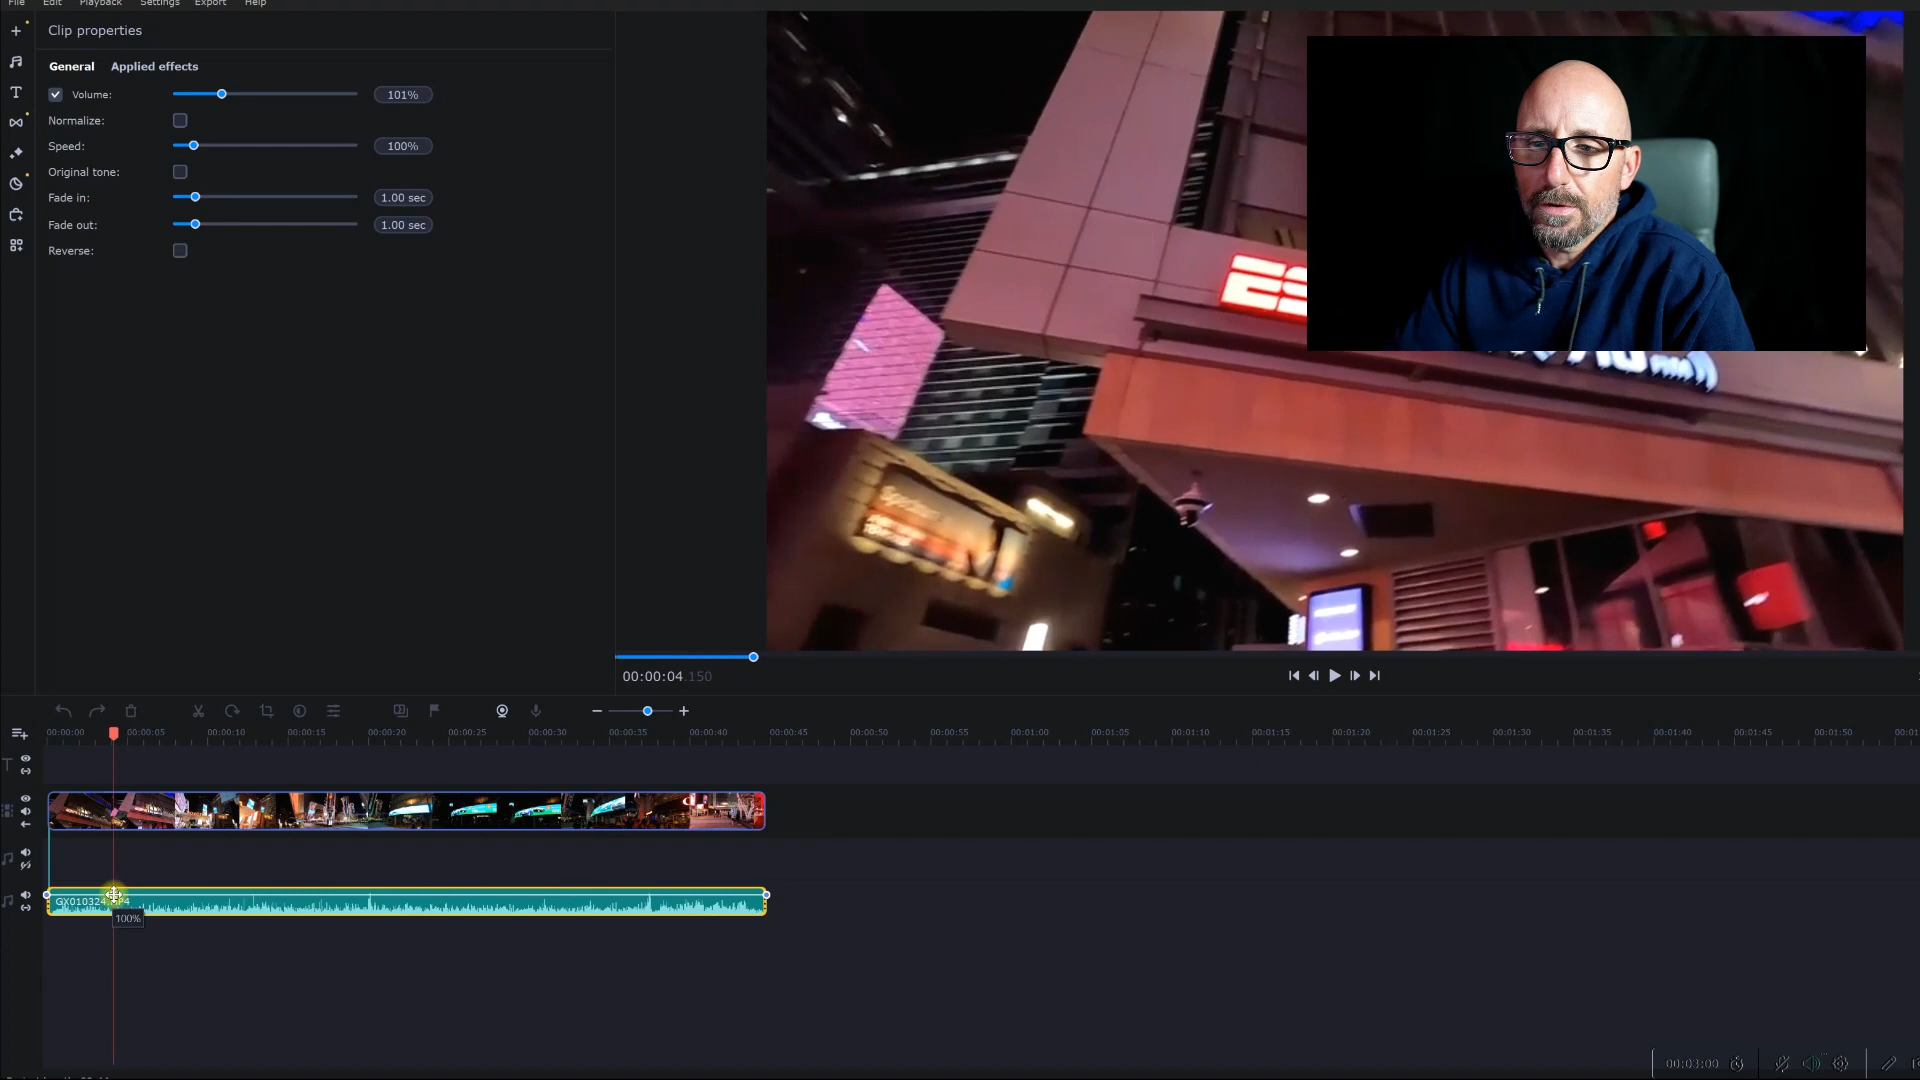 File Edit Playback Settings Export Help
Clip properties
General Applied effects
Volume: 101%
Normalize:
Speed: 100%
Original tone:
Fade in: 1.00 sec
Fade out: 1.00 sec
Reverse:
ES
00:00:04.150
00:00:00 00:00:05 00:00:10 00:00:15 00:00:20 00:00:25 00:00:30 00:00:35 00:00:40 00:00:45 00:00:50 00:00:55 00:01:00 00:01:05 00:01:10 00:01:15 00:01:20 00:01:25 00:01:30 00:01:35 00:01:40 00:01:45 00:01:50
100%
00:03:00